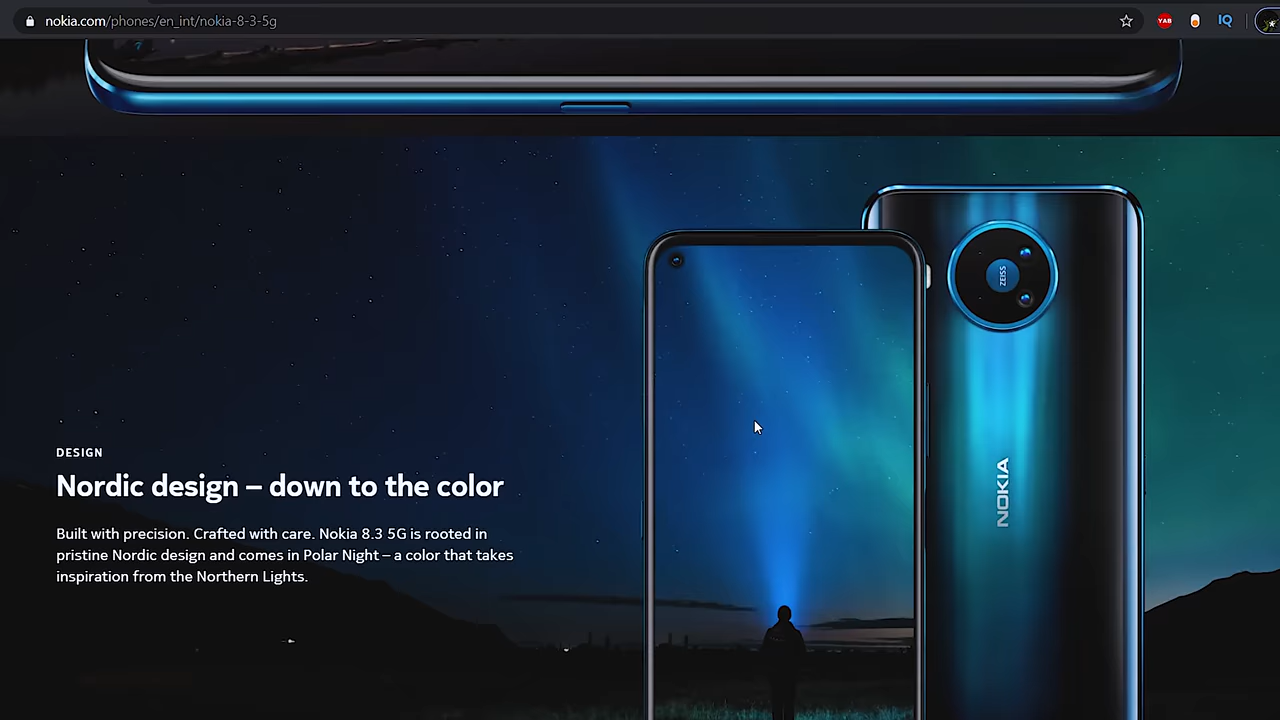 nokia.com/phones/en_int/nokia-8-3-5g
YAB
IQ
ZEISS
NOKIA
DESIGN
Nordic design – down to the color
Built with precision. Crafted with care. Nokia 8.3 5G is rooted in
pristine Nordic design and comes in Polar Night – a color that takes
inspiration from the Northern Lights.